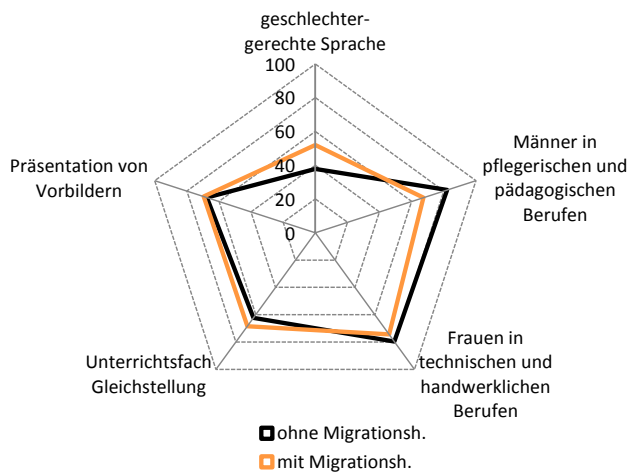 geschlechter-
gerechte Sprache
100
80
60
40
20
0
Männer in
pflegerischen und
pädagogischen
Berufen
Frauen in
technischen und
handwerklichen
Berufen
Unterrichtsfach
Gleichstellung
Präsentation von
Vorbildern
ohne Migrationsh.
mit Migrationsh.